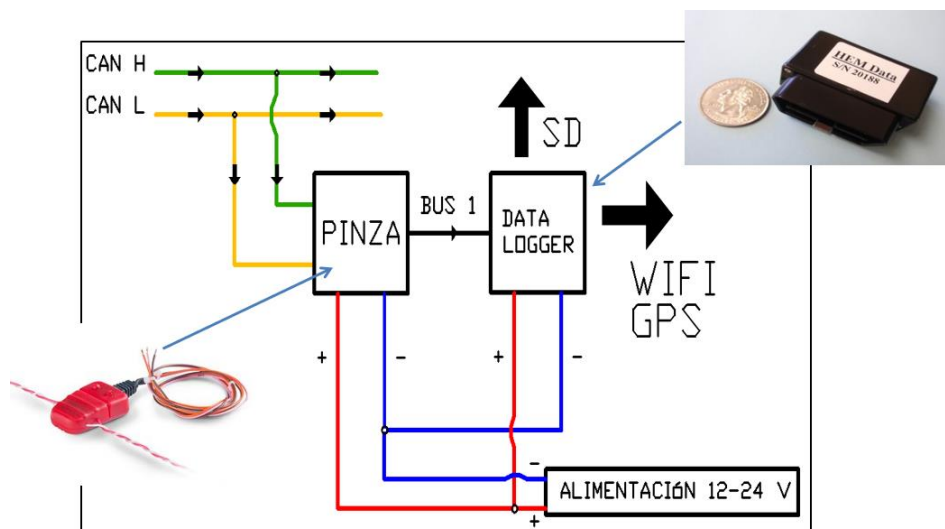 CAN H
CAN L
HEM Data
S/N 20188
SD
PINZA
BUS 1
DATA
LOGGER
WIFI
GPS
+
-
+
-
-
ALIMENTACIóN 12-24 V
+